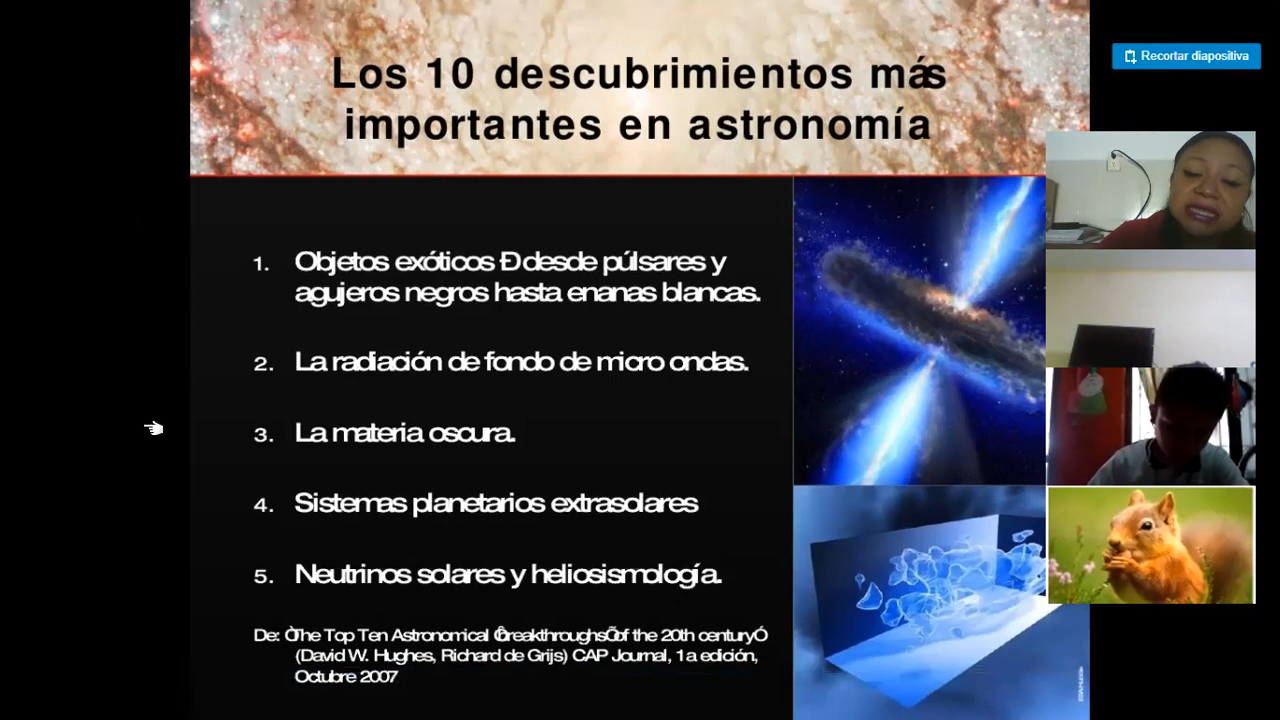 Los 10 descubrimientos más
importantes en astronomía
Recortar diapositiva
1. Objetos exóticos Ð desde púlsares y
agujeros negros hasta enanas blancas.
2. La radiación de fondo de micro ondas.
3. La materia oscura.
4. Sistemas planetarios extrasolares
5. Neutrinos solares y heliosismología.
De: ÒThe Top Ten Astronomical ÔbreakthroughsÕ of the 20th centuryÓ
(David W. Hughes, Richard de Grijs) CAP Journal, 1a edición,
Octubre 2007